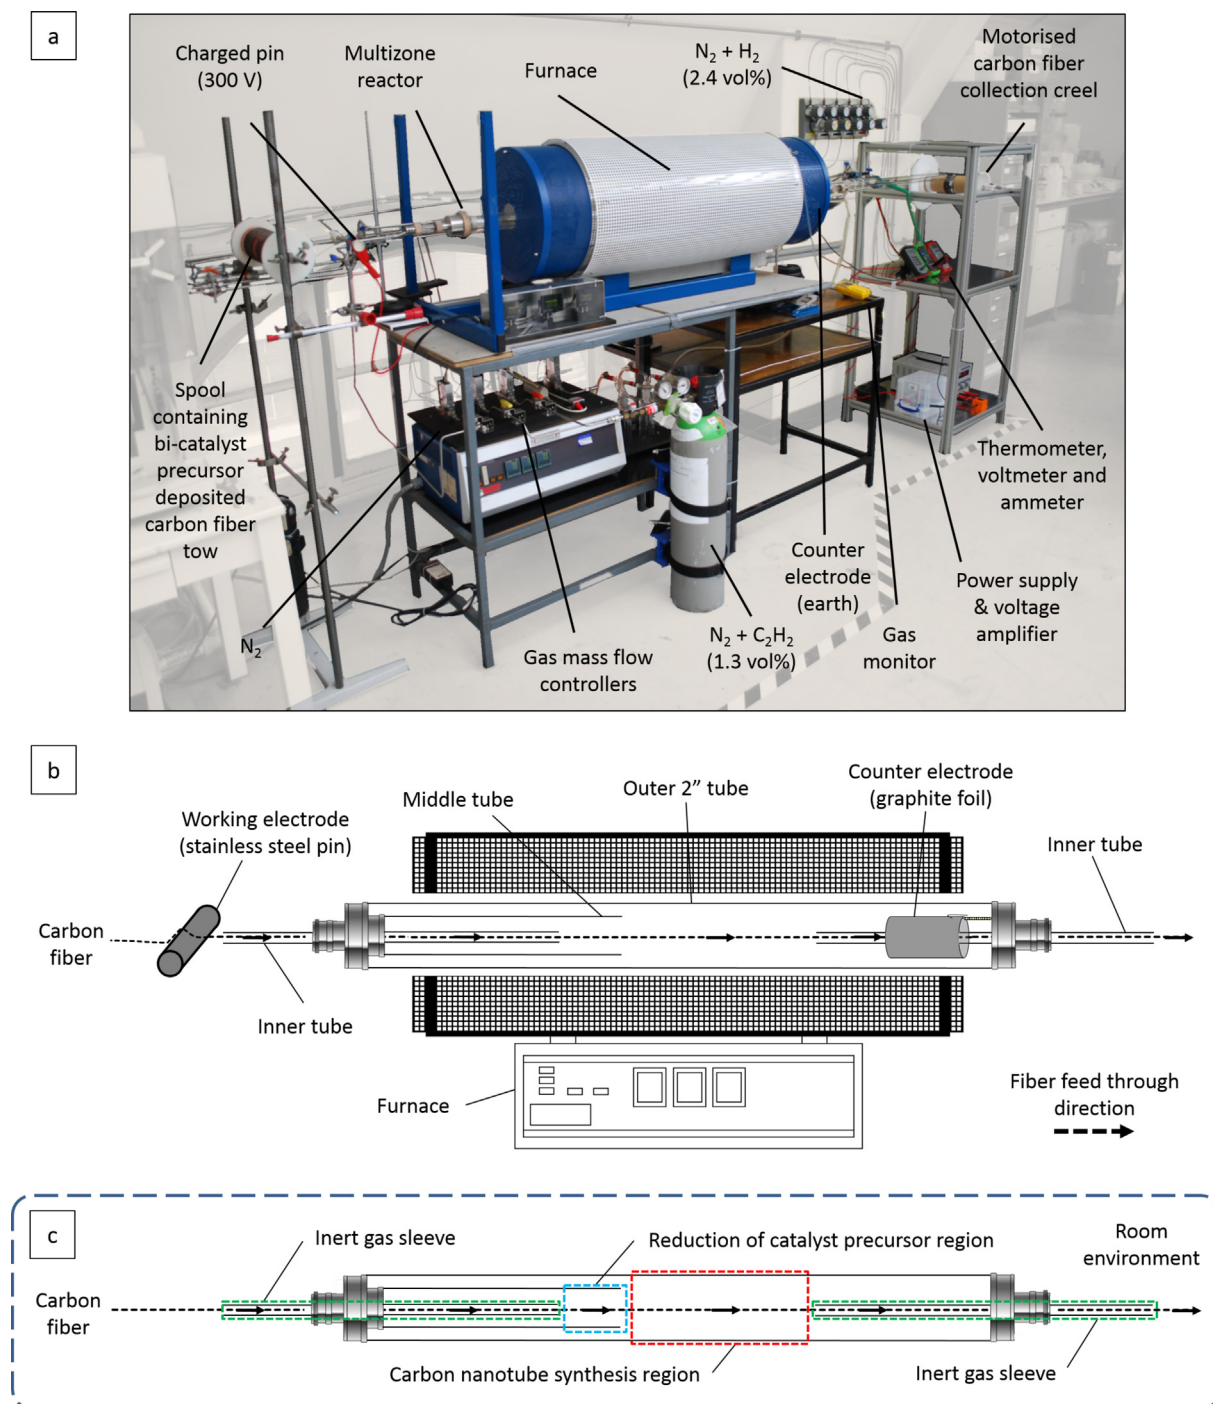 a
Charged pin
(300 V)
Multizone
reactor
Furnace
N₂ + H₂
(2.4 vol%)
Motorised
carbon fiber
collection creel
Spool
containing
bi-catalyst
precursor
deposited
carbon fiber
tow
N₂
Gas mass flow
controllers
N₂ + C₂H₂
(1.3 vol%)
Counter
electrode
(earth)
Gas
monitor
Thermometer,
voltmeter and
ammeter
Power supply
& voltage
amplifier
b
Working electrode
(stainless steel pin)
Middle tube
Outer 2” tube
Counter electrode
(graphite foil)
Inner tube
Carbon
fiber
Inner tube
Furnace
Fiber feed through
direction
c
Inert gas sleeve
Reduction of catalyst precursor region
Room
environment
Carbon
fiber
Carbon nanotube synthesis region
Inert gas sleeve